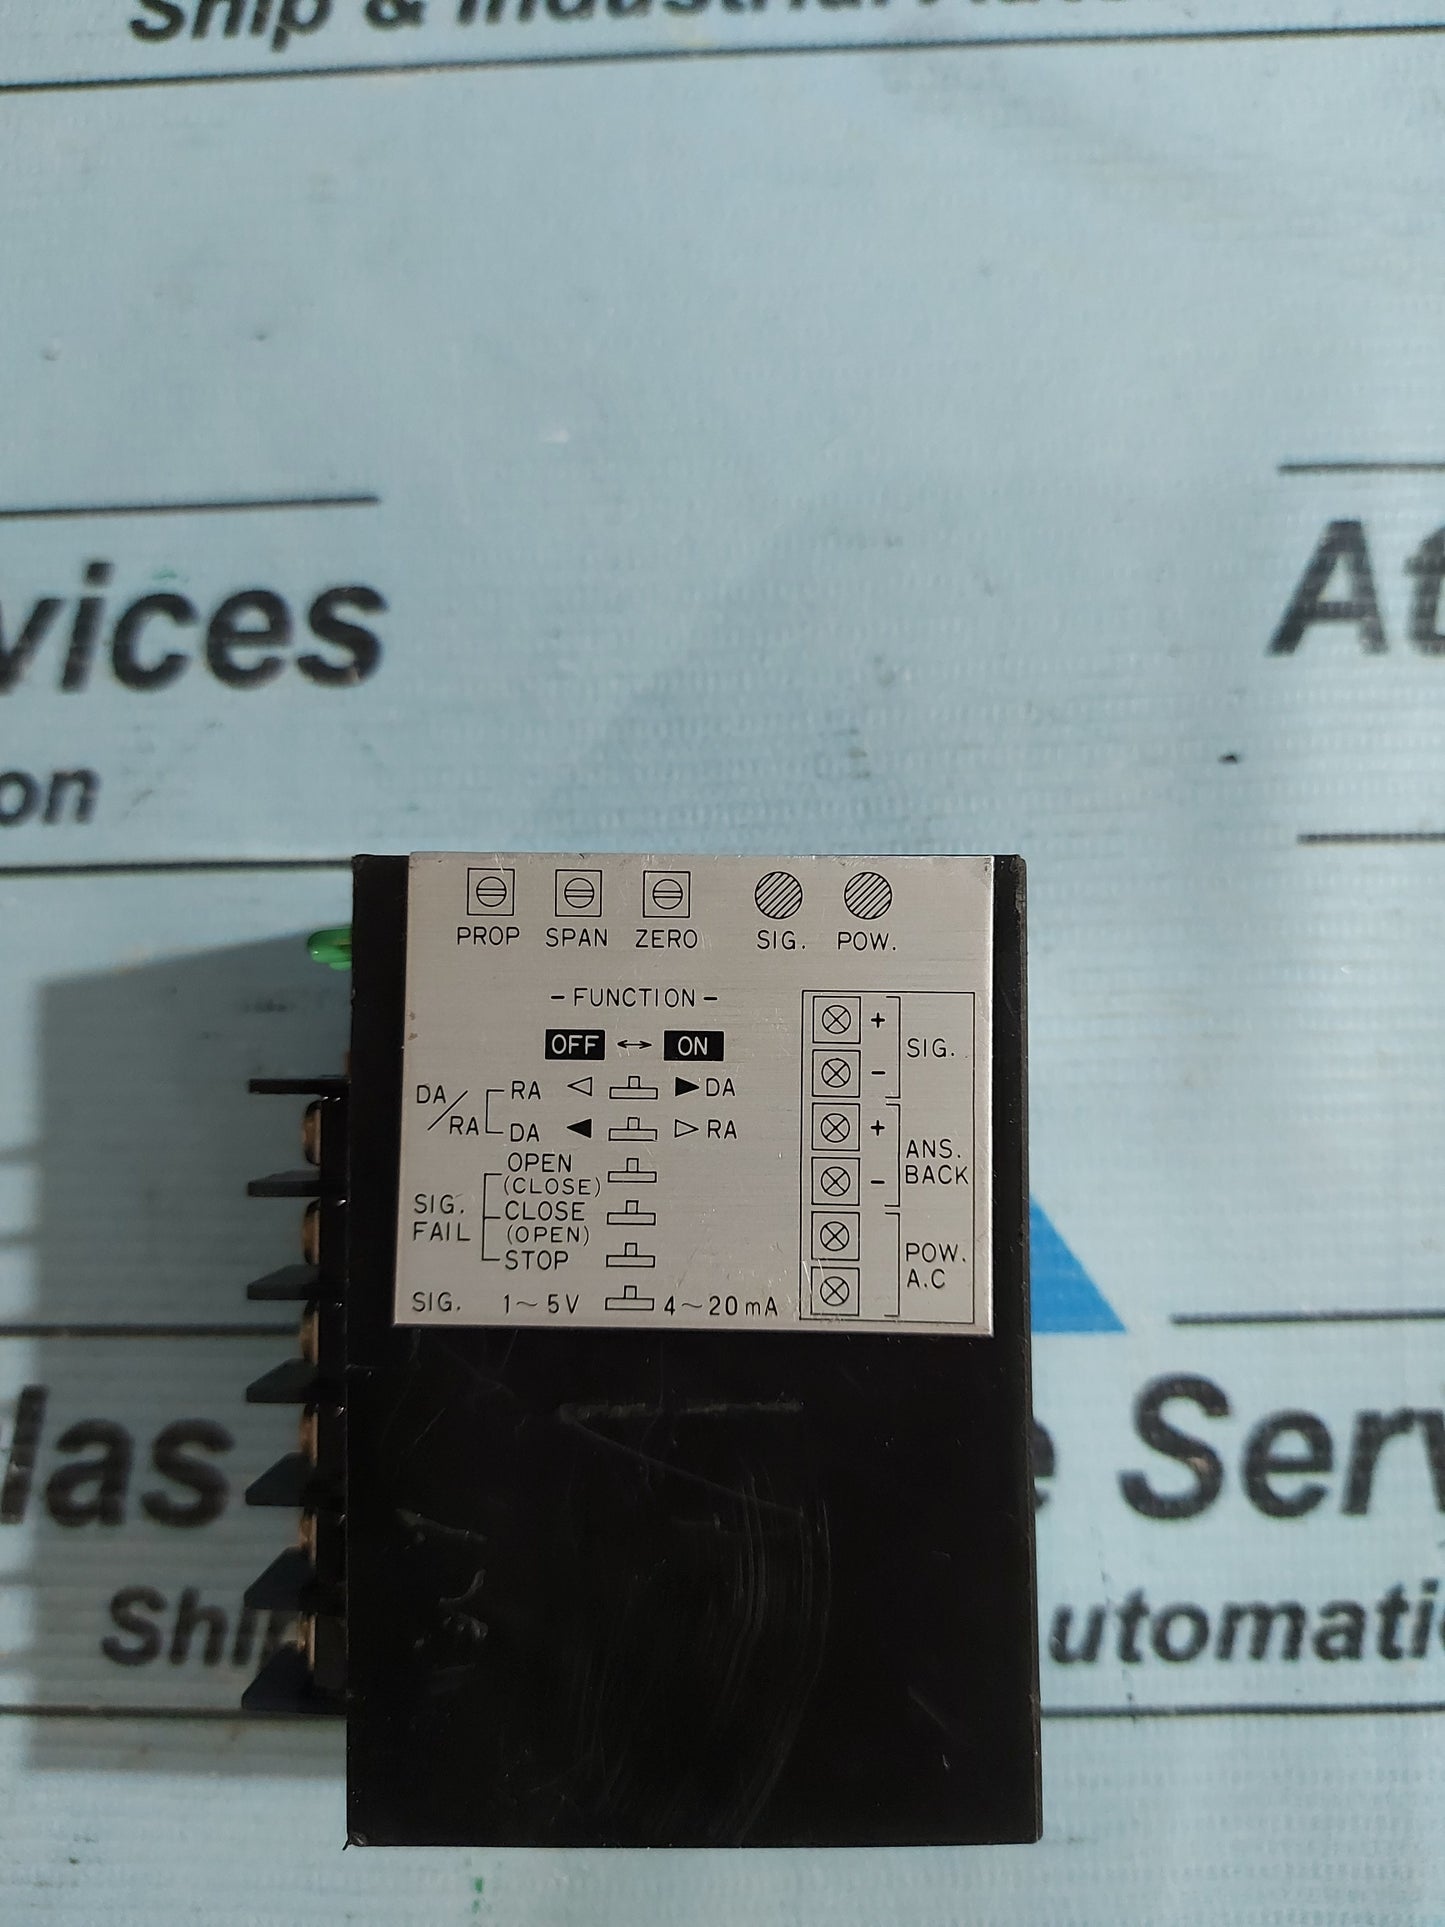 Ship & Industrial
vices
At
on
PROP SPAN ZERO SIG. POW.
- FUNCTION -
OFF ↔ ON
DA/RA RA ◁ ▶ DA
DA ◀ ▷ RA
SIG. FAIL OPEN (CLOSE)
CLOSE (OPEN)
STOP
SIG. 1~5V 4~20mA
+
- SIG.
+
- ANS. BACK
POW. A.C
las e Serv
Ship utomati